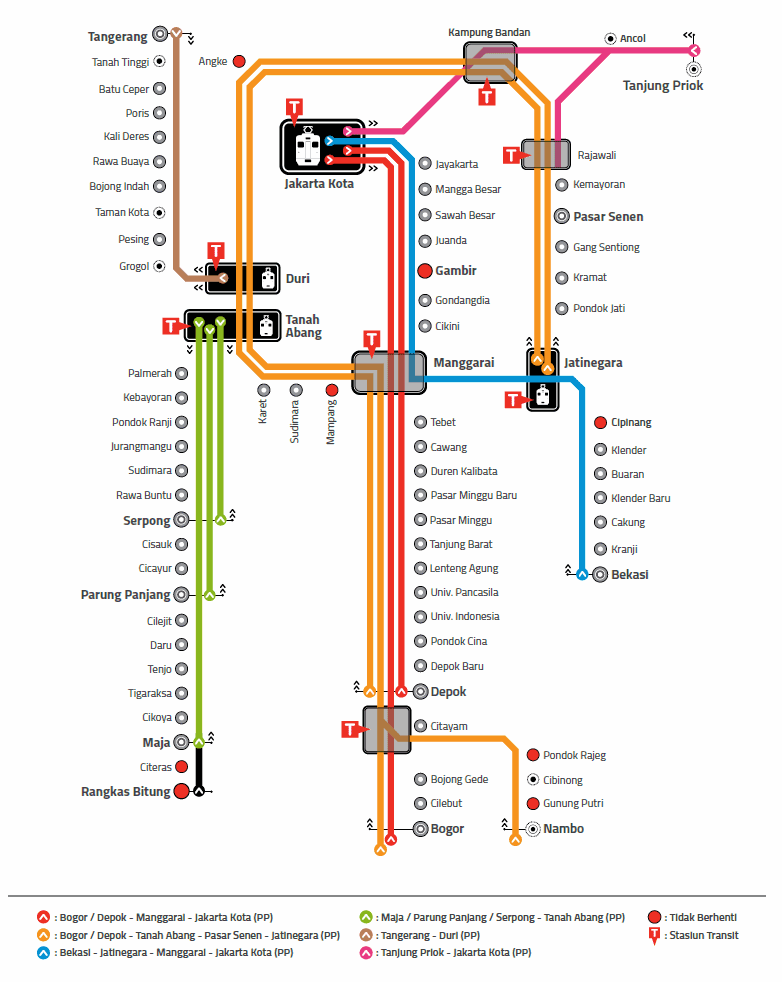 Kampung Bandan
Tangerang
Ancol
Tanah Tinggi
Angke
Batu Ceper
T
Tanjung Priok
Poris
T
Kali Deres
Rawa Buaya
T
Rajawali
Jayakarta
Bojong Indah
Jakarta Kota
Kemayoran
Mangga Besar
Taman Kota
Sawah Besar
Pasar Senen
Pesing
Juanda
Gang Sentiong
Grogol
T
Gambir
Duri
Kramat
Gondangdia
Pondok Jati
T
Tanah
Abang
Cikini
T
Manggarai
Jatinegara
Palmerah
Kebayoran
T
Karet
Sudimara
Mampang
Pondok Ranji
Tebet
Cipinang
Jurangmangu
Cawang
Klender
Sudimara
Duren Kalibata
Buaran
Rawa Buntu
Pasar Minggu Baru
Klender Baru
Serpong
Pasar Minggu
Cakung
Cisauk
Tanjung Barat
Kranji
Cicayur
Lenteng Agung
Bekasi
Parung Panjang
Univ. Pancasila
Cilejit
Univ. Indonesia
Daru
Pondok Cina
Tenjo
Depok Baru
Tigaraksa
Depok
Cikoya
T
Citayam
Maja
Pondok Rajeg
Citeras
Bojong Gede
Cibinong
Rangkas Bitung
Cilebut
Gunung Putri
Bogor
Nambo
: Bogor / Depok - Manggarai - Jakarta Kota (PP)
: Maja / Parung Panjang / Serpong - Tanah Abang (PP)
: Tidak Berhenti
: Bogor / Depok - Tanah Abang - Pasar Senen - Jatinegara (PP)
: Tangerang - Duri (PP)
T : Stasiun Transit
: Bekasi - Jatinegara - Manggarai - Jakarta Kota (PP)
: Tanjung Priok - Jakarta Kota (PP)